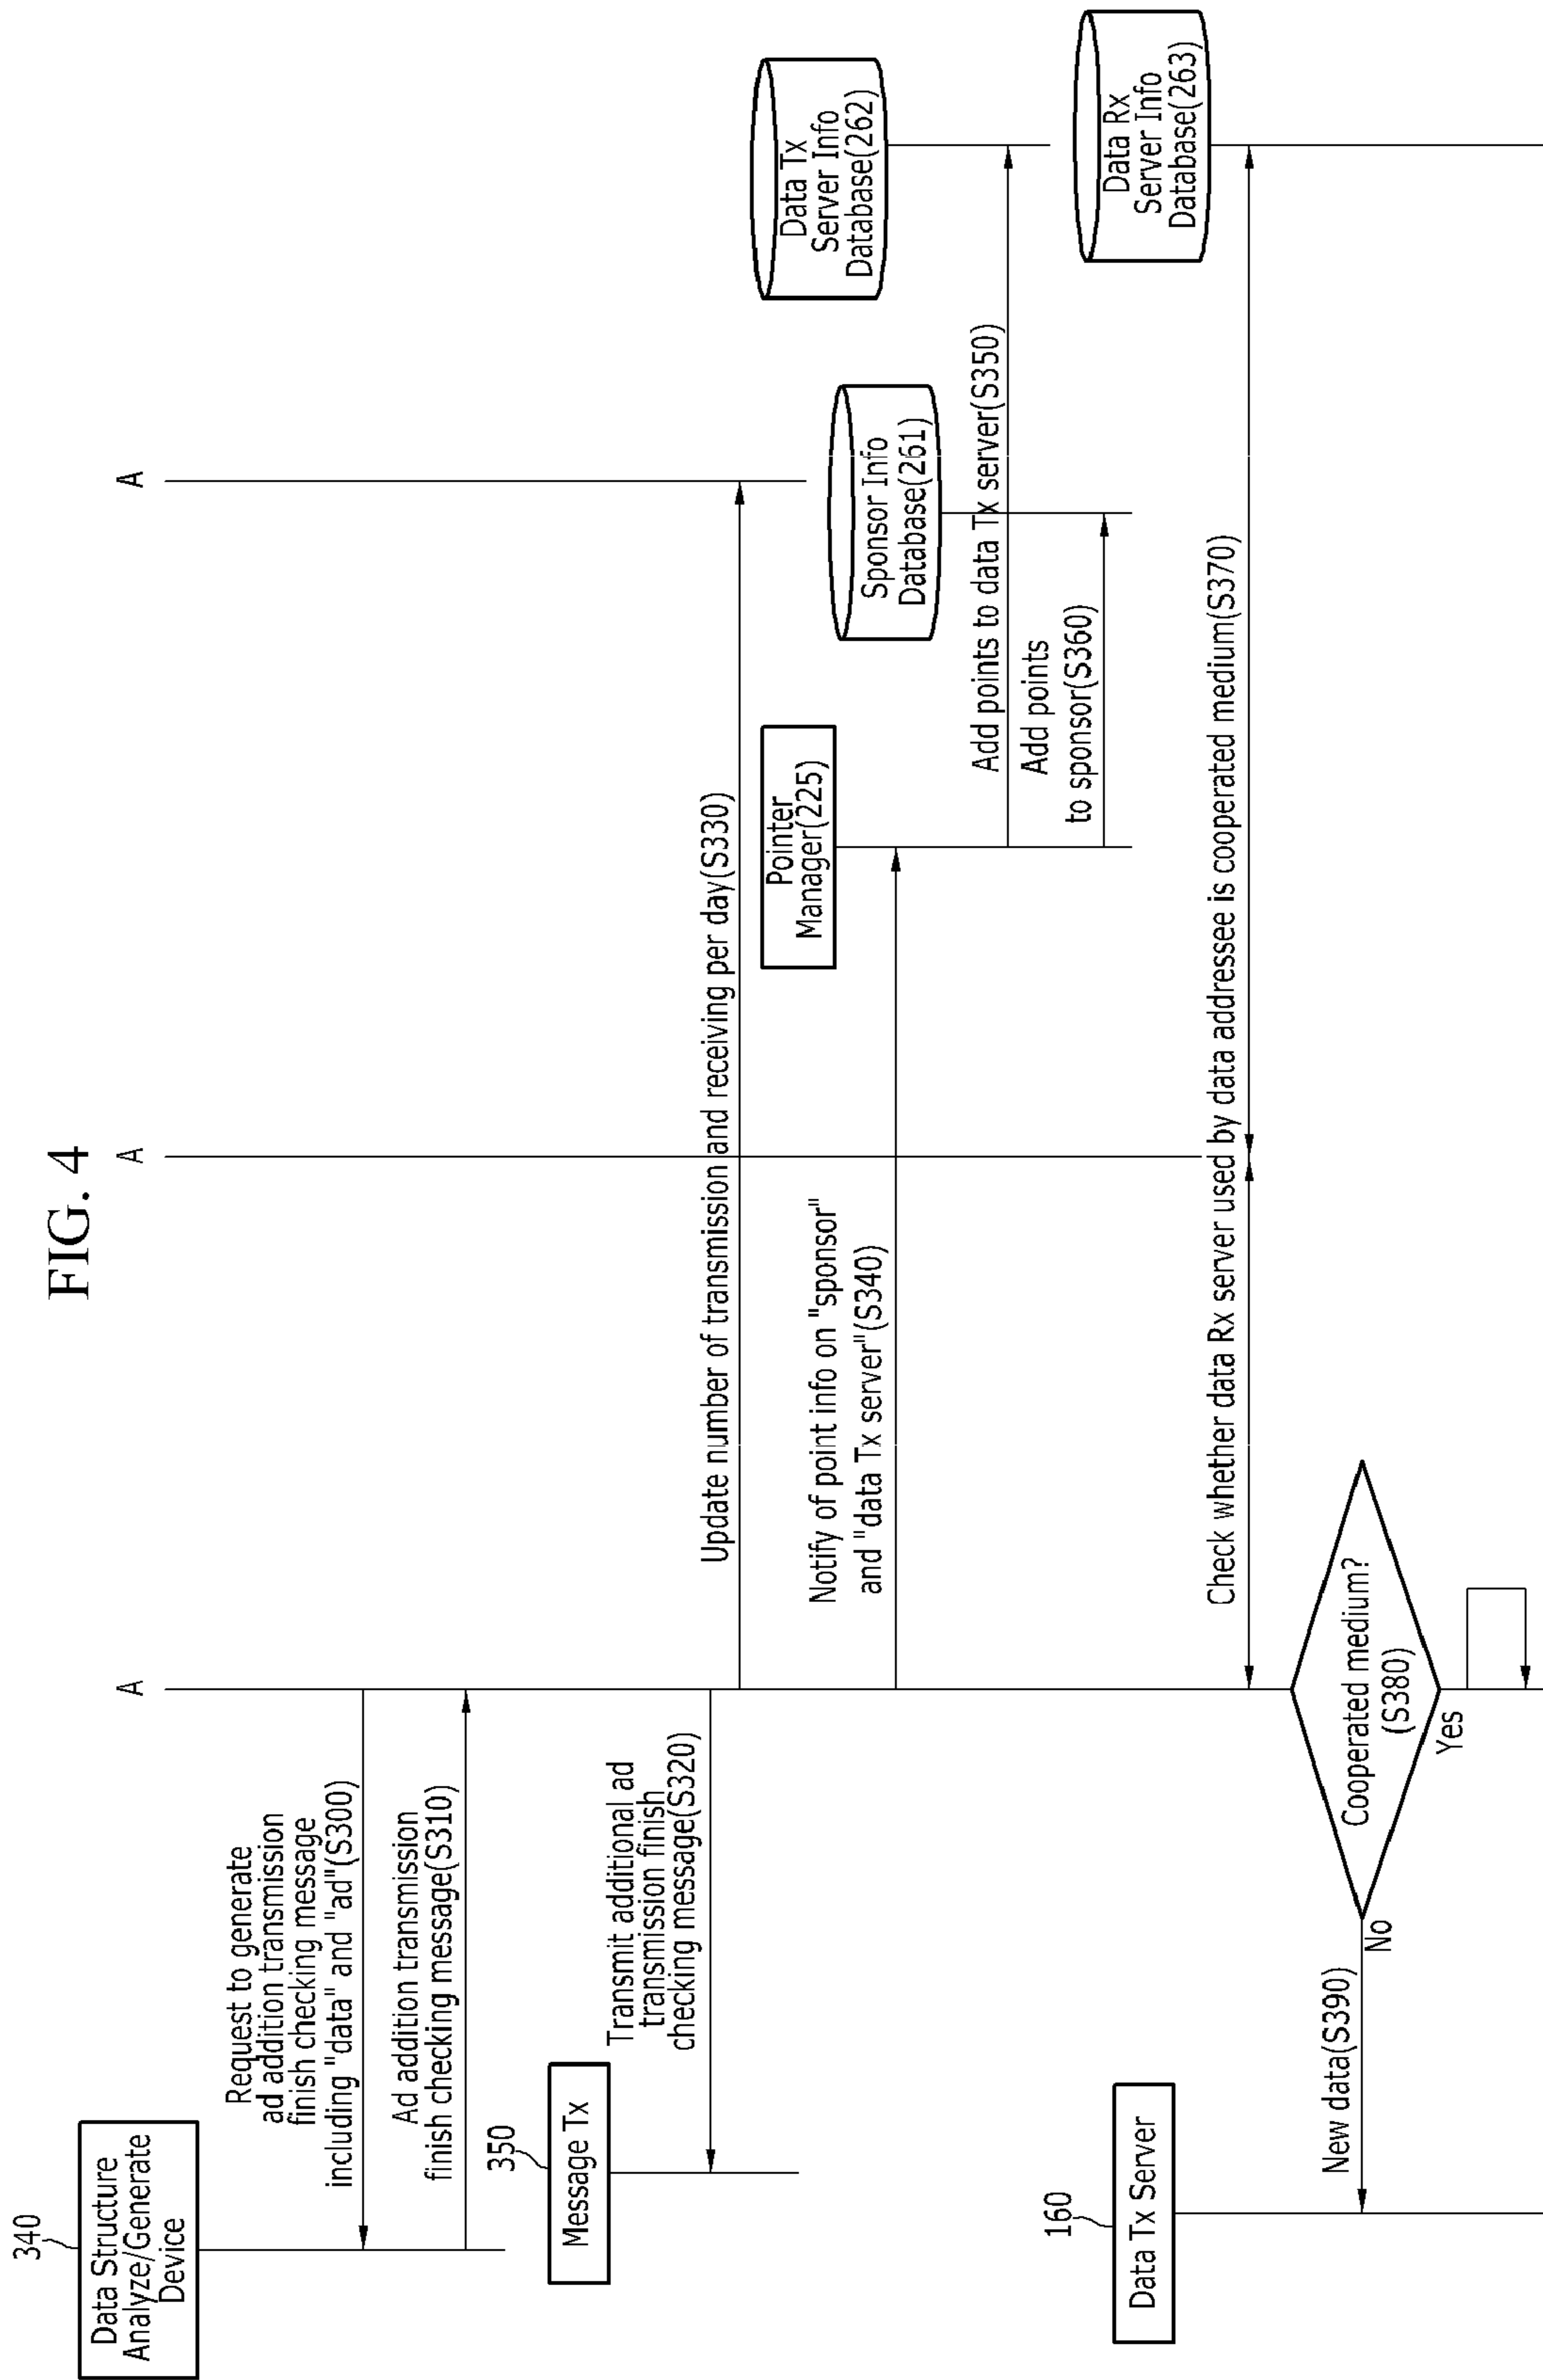 FIG. 4
340
Data Structure
Analyze/Generate
Device
A
A
A
Request to generate
ad addition transmission
finish checking message
including "data" and "ad"(S300)
Ad addition transmission
finish checking message(S310)
350
Message Tx
Transmit additional ad
transmission finish
checking message(S320)
Update number of transmission and receiving per day(S330)
Pointer
Manager(225)
Sponsor Info
Database(261)
Data Tx
Server Info
Database(262)
Notify of point info on "sponsor"
and "data Tx server"(S340)
Add points to data Tx server(S350)
Add points
to sponsor(S360)
Data Rx
Server Info
Database(263)
160
Data Tx Server
Check whether data Rx server used by data addressee is cooperated medium(S370)
Cooperated medium?
(S380)
No
Yes
New data(S390)